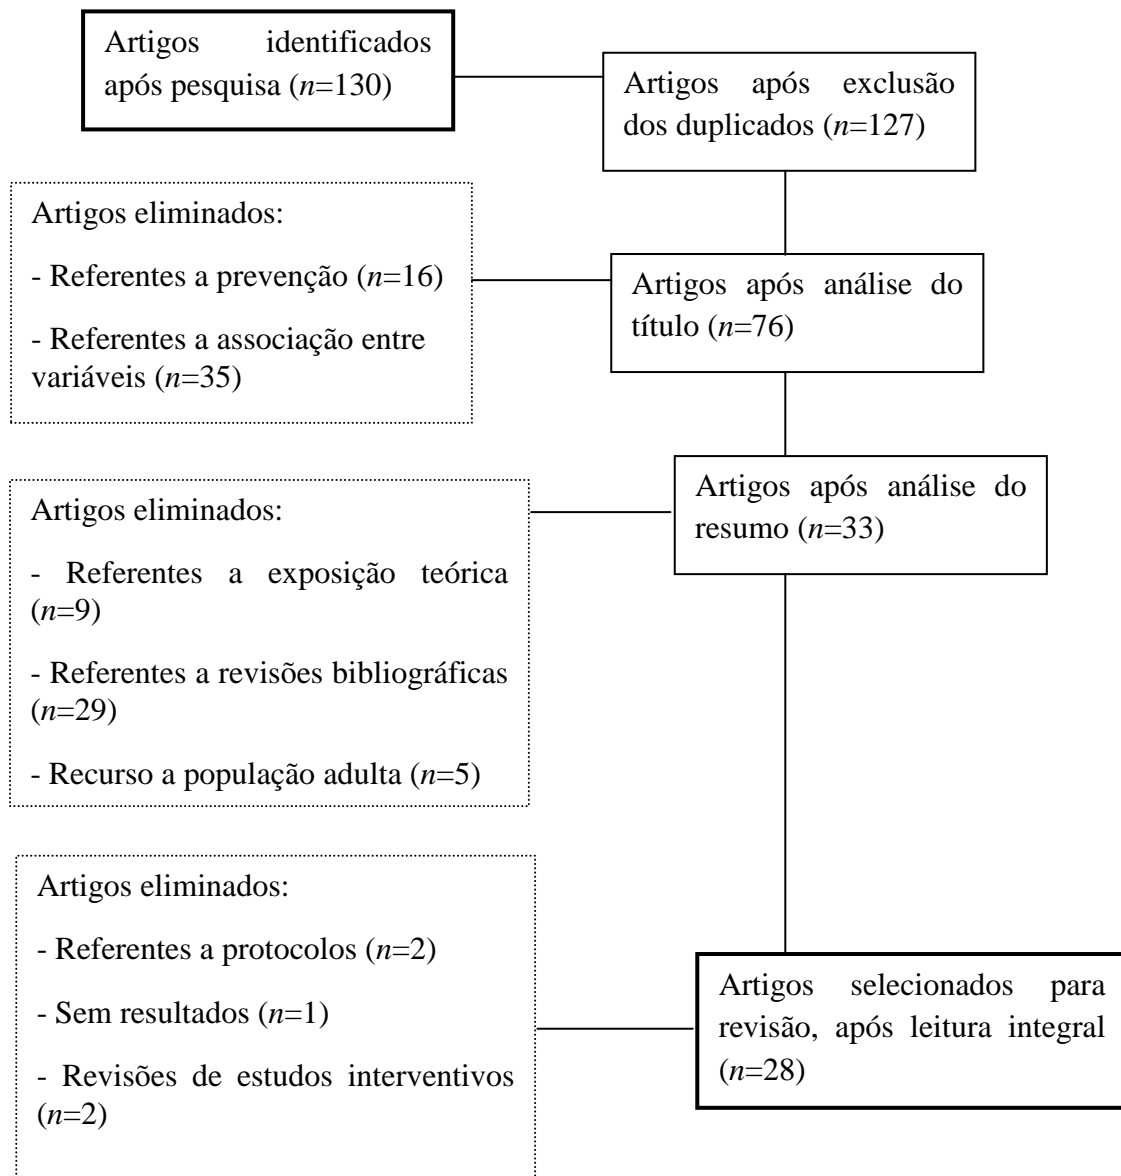 Artigos identificados
após pesquisa (n=130)
Artigos após exclusão
dos duplicados (n=127)
Artigos eliminados:
- Referentes a prevenção (n=16)
- Referentes a associação entre
variáveis (n=35)
Artigos após análise do
título (n=76)
Artigos após análise do
resumo (n=33)
Artigos eliminados:
- Referentes a exposição teórica
(n=9)
- Referentes a revisões bibliográficas
(n=29)
- Recurso a população adulta (n=5)
Artigos eliminados:
- Referentes a protocolos (n=2)
- Sem resultados (n=1)
- Revisões de estudos interventivos
(n=2)
Artigos selecionados para
revisão, após leitura integral
(n=28)